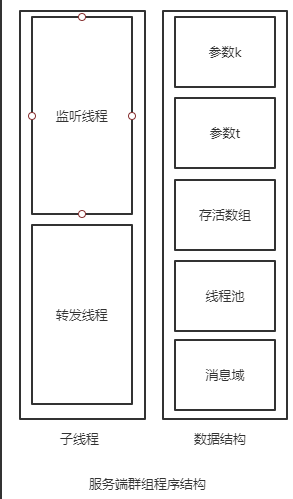 监听线程
转发线程
子线程
参数k
参数t
存活数组
线程池
消息域
数据结构
服务端群组程序结构